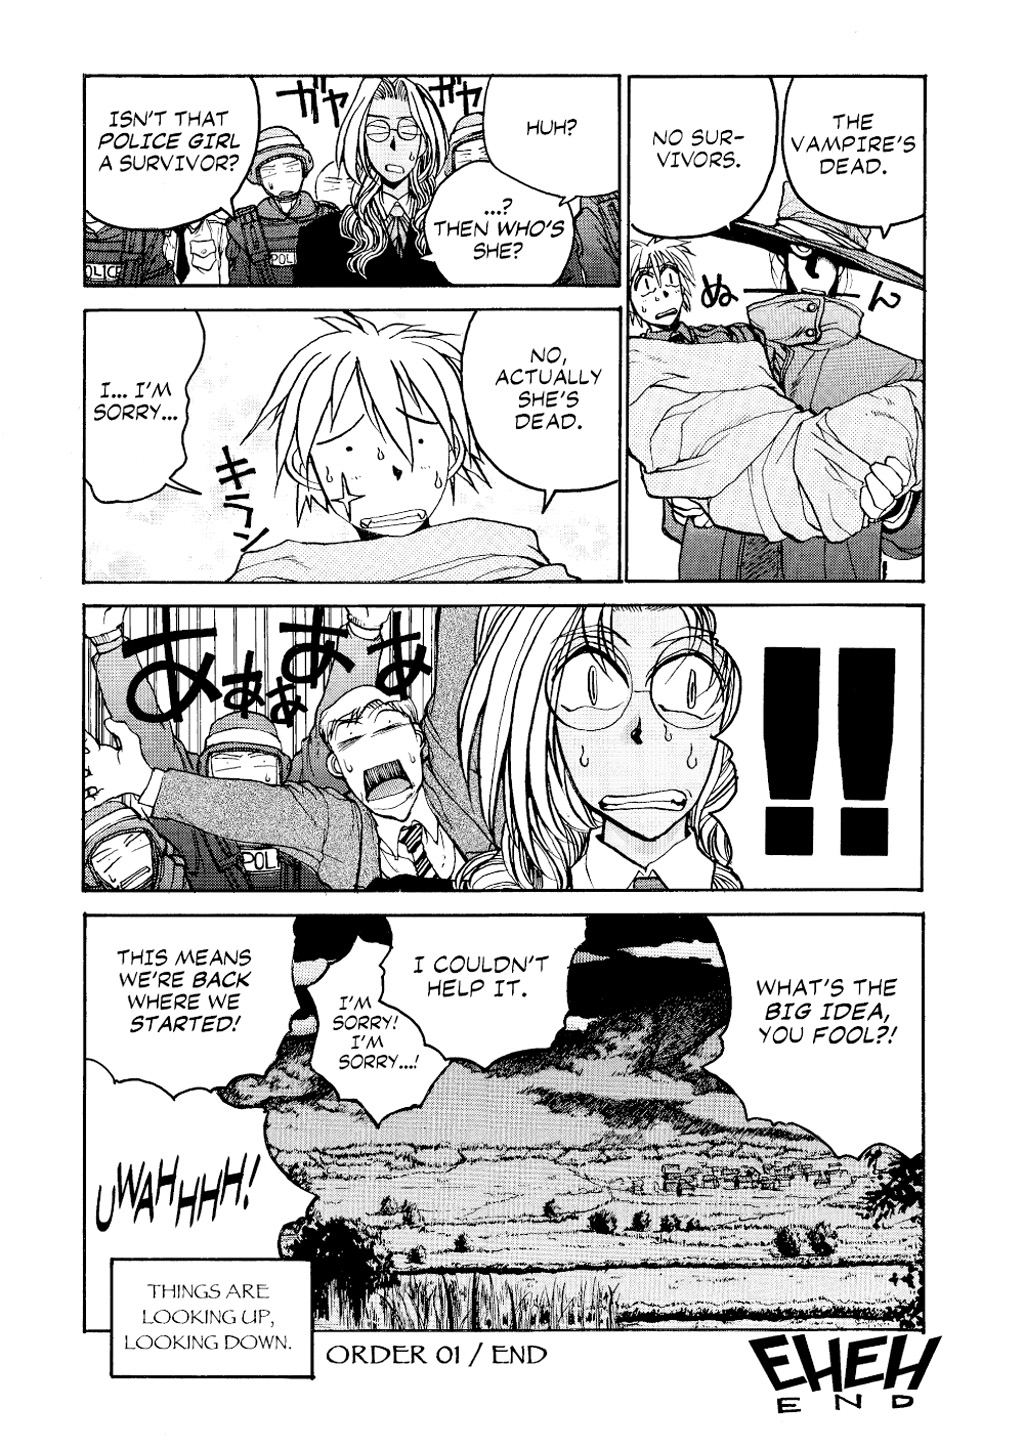 THE
VAMPIRE'S
DEAD.
NO SUR-
VIVORS.
ぬ
ん
HUH?
ガヤ
ガヤ
ISN'T THAT
POLICE GIRL
A SURVIVOR?
...?
THEN WHO'S
SHE?
POLICE
POL
NO,
ACTUALLY
SHE'S
DEAD.
I... I'M
SORRY...
キラン
!!
あああ
ああ
あ
POL
WHAT'S THE
BIG IDEA,
YOU FOOL?!
I COULDN'T
HELP IT.
I'M
SORRY!
I'M
SORRY...!
THIS MEANS
WE'RE BACK
WHERE WE
STARTED!
UWAHHHH!
THINGS ARE
LOOKING UP,
LOOKING DOWN.
ORDER 01 / END
EHEH
END